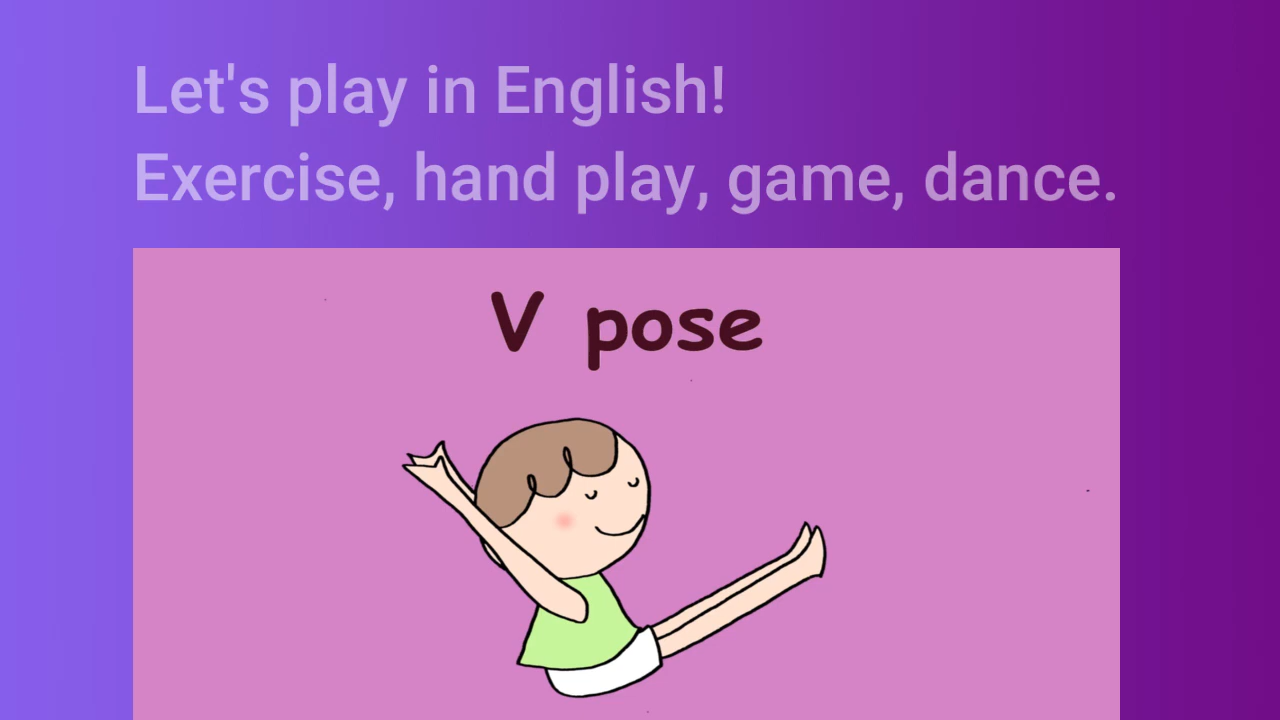 Let's play in English!
Exercise, hand play, game, dance.
V pose